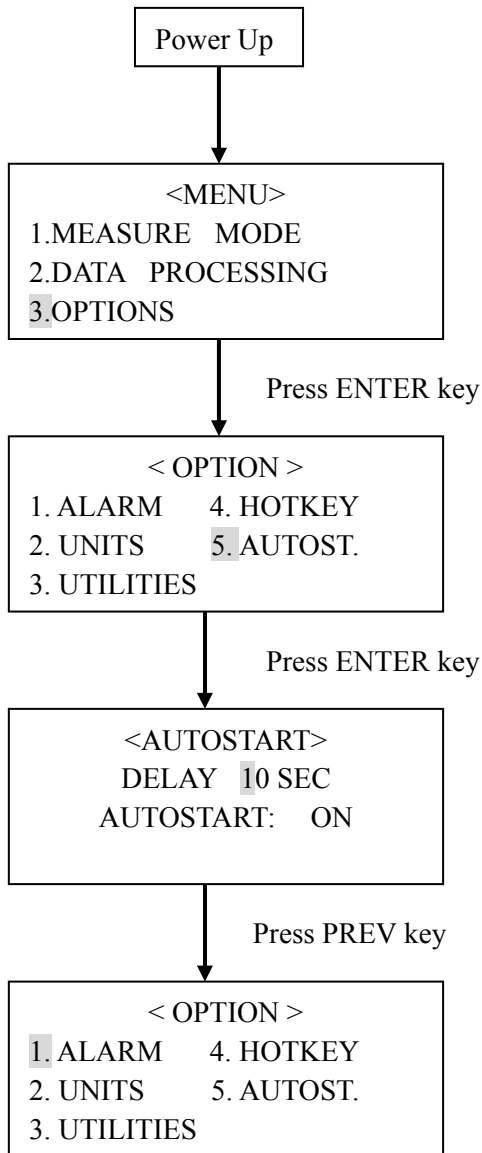 Power Up
<MENU>
1.MEASURE MODE
2.DATA PROCESSING
3.OPTIONS
Press ENTER key
< OPTION >
1. ALARM 4. HOTKEY
2. UNITS 5. AUTOST.
3. UTILITIES
Press ENTER key
<AUTOSTART>
DELAY 10 SEC
AUTOSTART: ON
Press PREV key
< OPTION >
1. ALARM 4. HOTKEY
2. UNITS 5. AUTOST.
3. UTILITIES